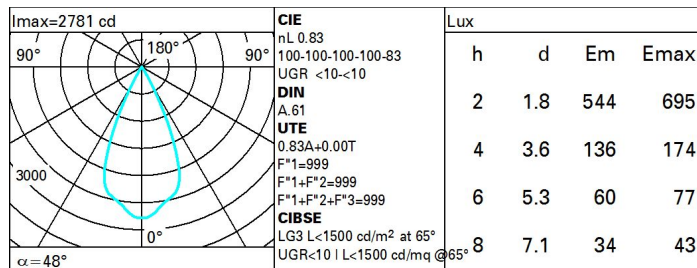 Imax=2781 cd
90° 180° 90°
3000
0°
α=48°
CIE
nL 0.83
100-100-100-100-83
UGR <10-<10
DIN
A.61
UTE
0.83A+0.00T
F"1=999
F"1+F"2=999
F"1+F"2+F"3=999
CIBSE
LG3 L<1500 cd/m² at 65°
UGR<10 | L<1500 cd/mq @65°
Lux
h d Em Emax
2 1.8 544 695
4 3.6 136 174
6 5.3 60 77
8 7.1 34 43